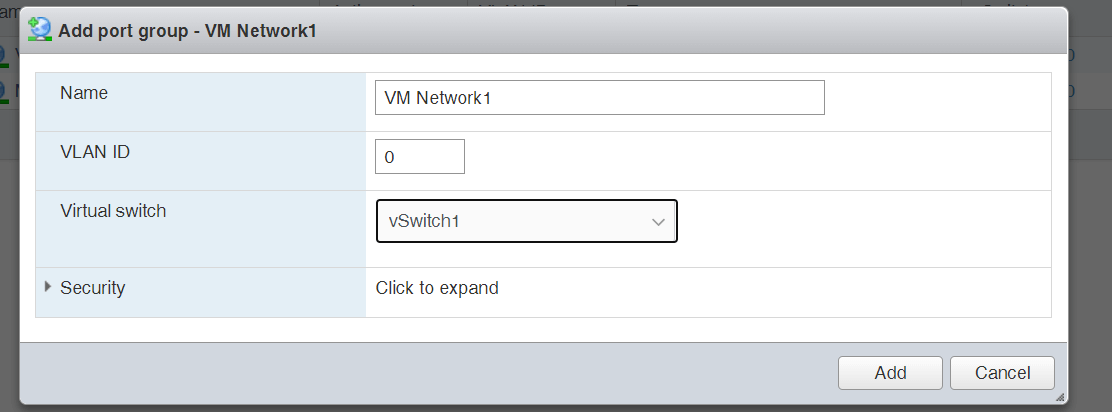 Add port group - VM Network1
Name
VM Network1
VLAN ID
0
Virtual switch
vSwitch1
Security
Click to expand
Add
Cancel